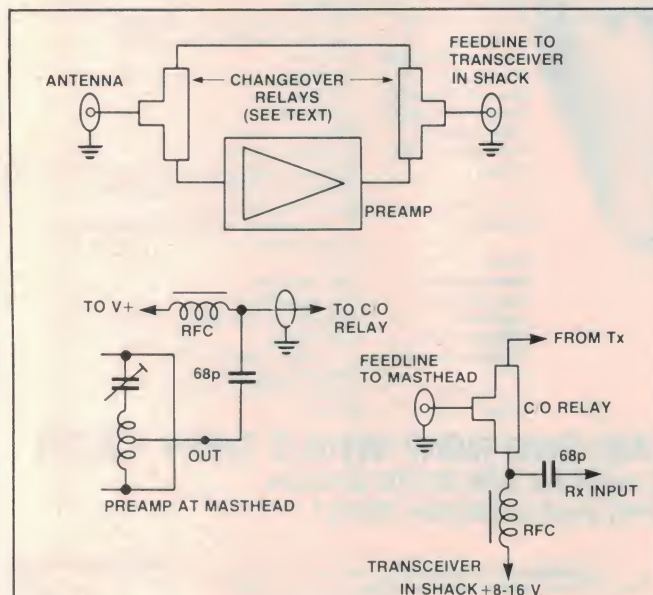 ANTENNA
CHANGEOVER
RELAYS
(SEE TEXT)
FEEDLINE TO
TRANSCEIVER
IN SHACK
PREAMP
TO V+
RFC
TO C/O
RELAY
68p
OUT
PREAMP AT MASTHEAD
FROM Tx
FEEDLINE
TO MASTHEAD
C/O RELAY
68p
Rx INPUT
RFC
TRANSCEIVER
IN SHACK +8-16 V